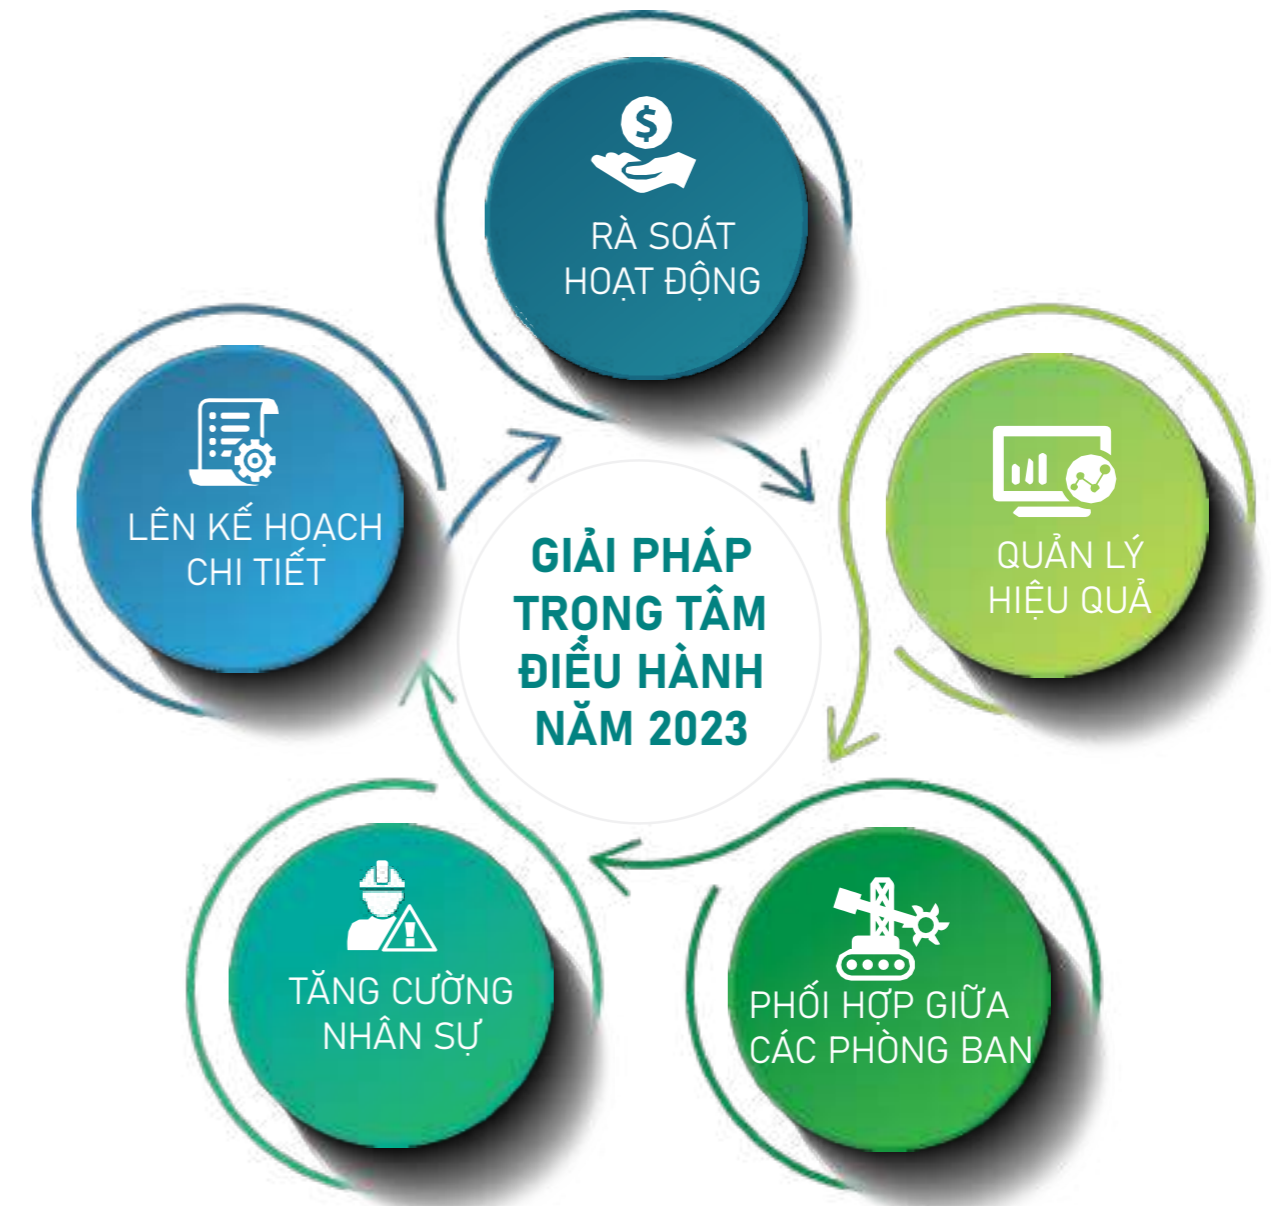 RÀ SOÁT
HOẠT ĐỘNG
LÊN KẾ HOẠCH
CHI TIẾT
QUẢN LÝ
HIỆU QUẢ
GIẢI PHÁP
TRỌNG TÂM
ĐIỀU HÀNH
NĂM 2023
TĂNG CƯỜNG
NHÂN SỰ
PHỐI HỢP GIỮA
CÁC PHÒNG BAN